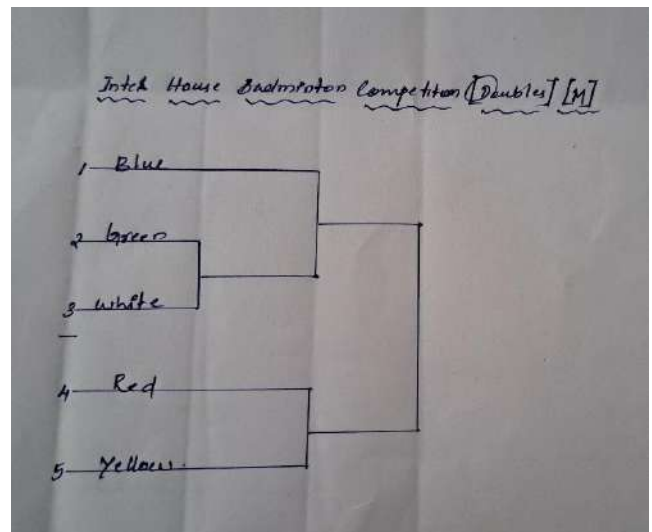 Inter House Badminton Competition [Doubles] [M]
1 Blue
2 Green
3 White
4 Red
5 Yellow